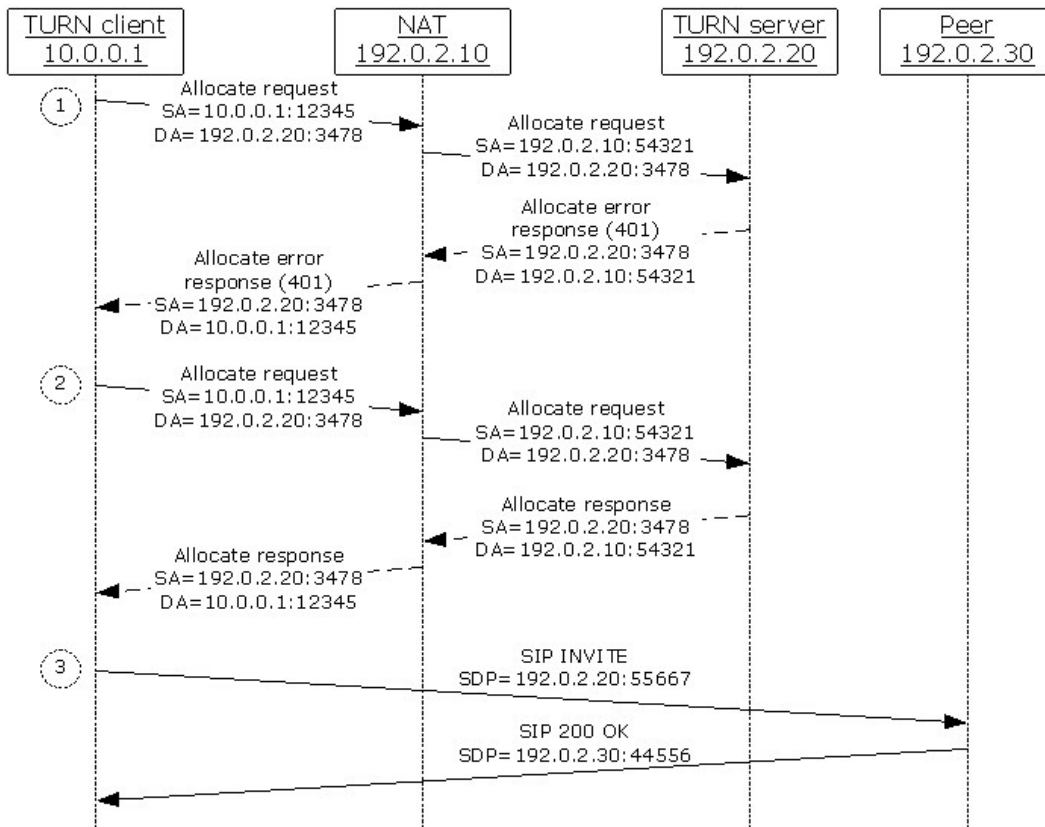 TURN client
10.0.0.1
NAT
192.0.2.10
TURN server
192.0.2.20
Peer
192.0.2.30
1
Allocate request
SA=10.0.0.1:12345
DA=192.0.2.20:3478
Allocate request
SA=192.0.2.10:54321
DA=192.0.2.20:3478
Allocate error
response (401)
SA=192.0.2.20:3478
DA=192.0.2.10:54321
Allocate error
response (401)
SA=192.0.2.20:3478
DA=10.0.0.1:12345
2
Allocate request
SA=10.0.0.1:12345
DA=192.0.2.20:3478
Allocate request
SA=192.0.2.10:54321
DA=192.0.2.20:3478
Allocate response
SA=192.0.2.20:3478
DA=192.0.2.10:54321
Allocate response
SA=192.0.2.20:3478
DA=10.0.0.1:12345
3
SIP INVITE
SDP=192.0.2.20:55667
SIP 200 OK
SDP=192.0.2.30:44556